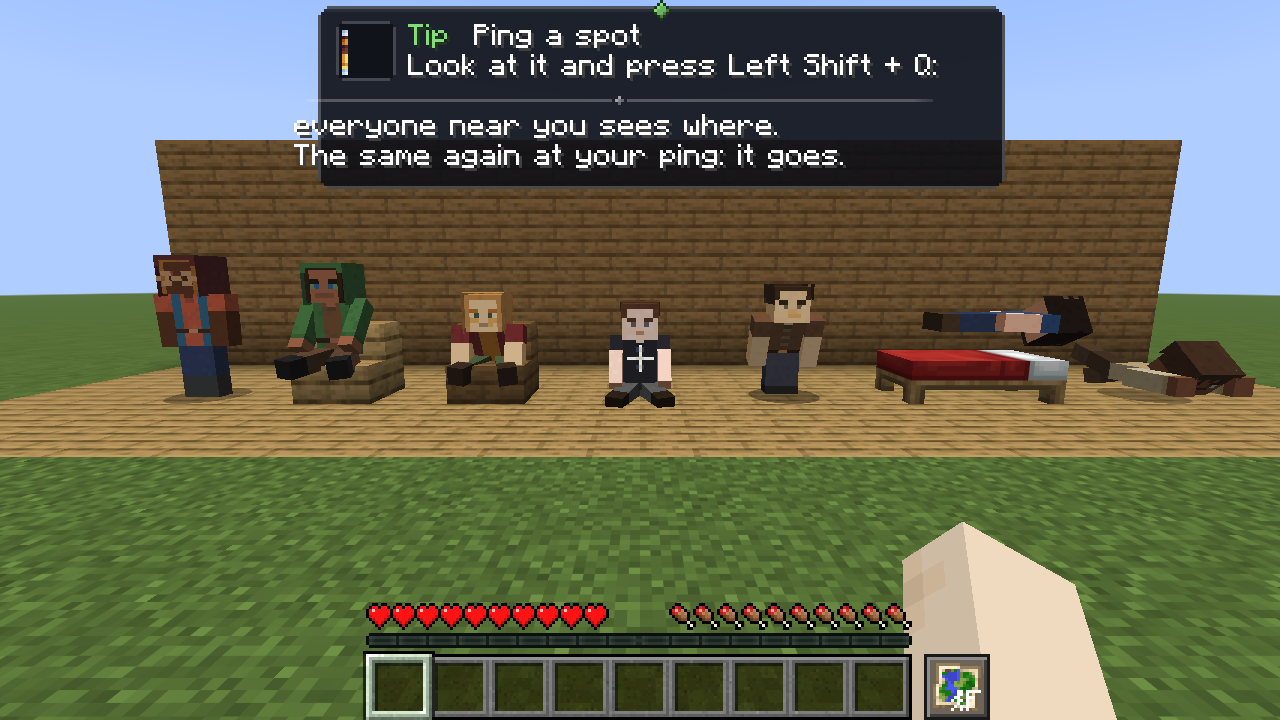 Tip Ping a spot
Look at it and press Left Shift + Q:
everyone near you sees where.
The same again at your ping: it goes.